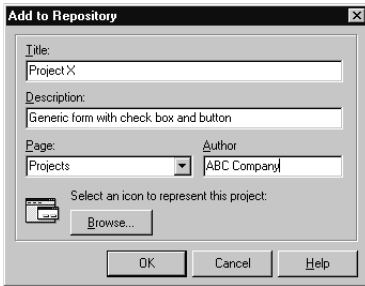 Add to Repository
Title:
Project X
Description:
Generic form with check box and button
Page:
Author
Projects
ABC Company
Select an icon to represent this project:
Browse...
OK
Cancel
Help